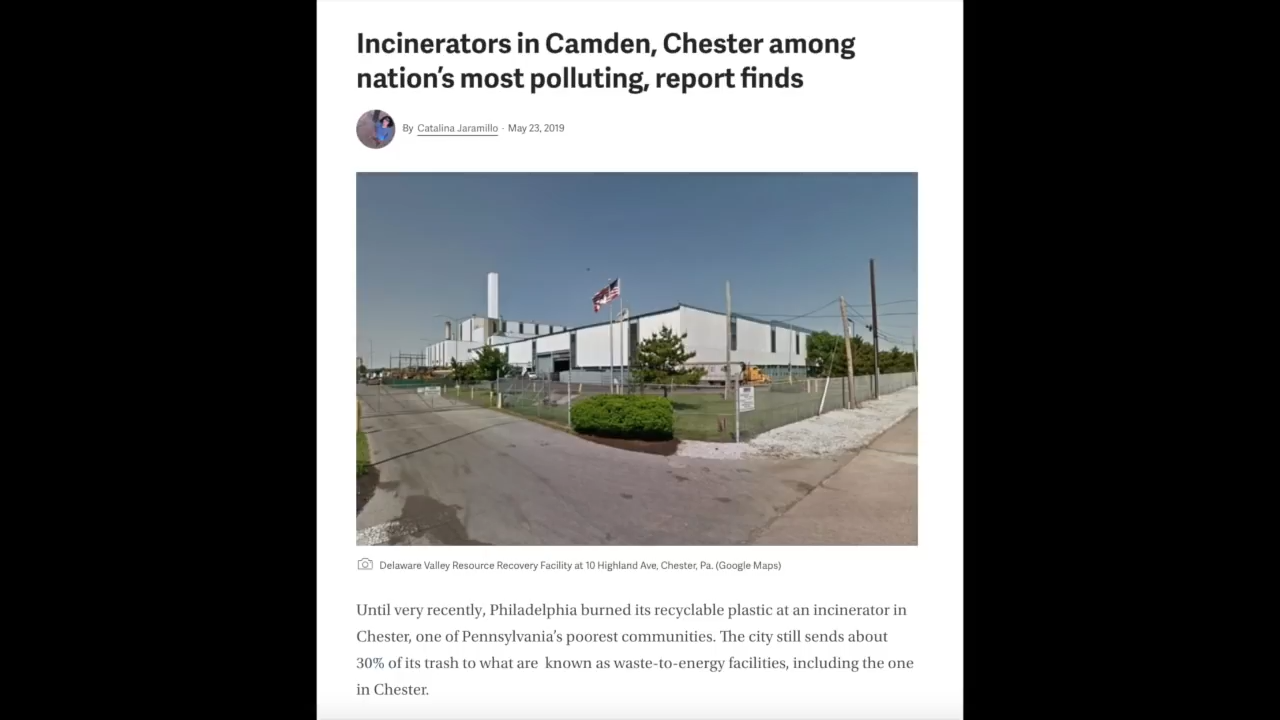 Incinerators in Camden, Chester among
nation's most polluting, report finds
By Catalina Jaramillo · May 23, 2019
Delaware Valley Resource Recovery Facility at 10 Highland Ave, Chester, Pa. (Google Maps)
Until very recently, Philadelphia burned its recyclable plastic at an incinerator in
Chester, one of Pennsylvania's poorest communities. The city still sends about
30% of its trash to what are known as waste-to-energy facilities, including the one
in Chester.